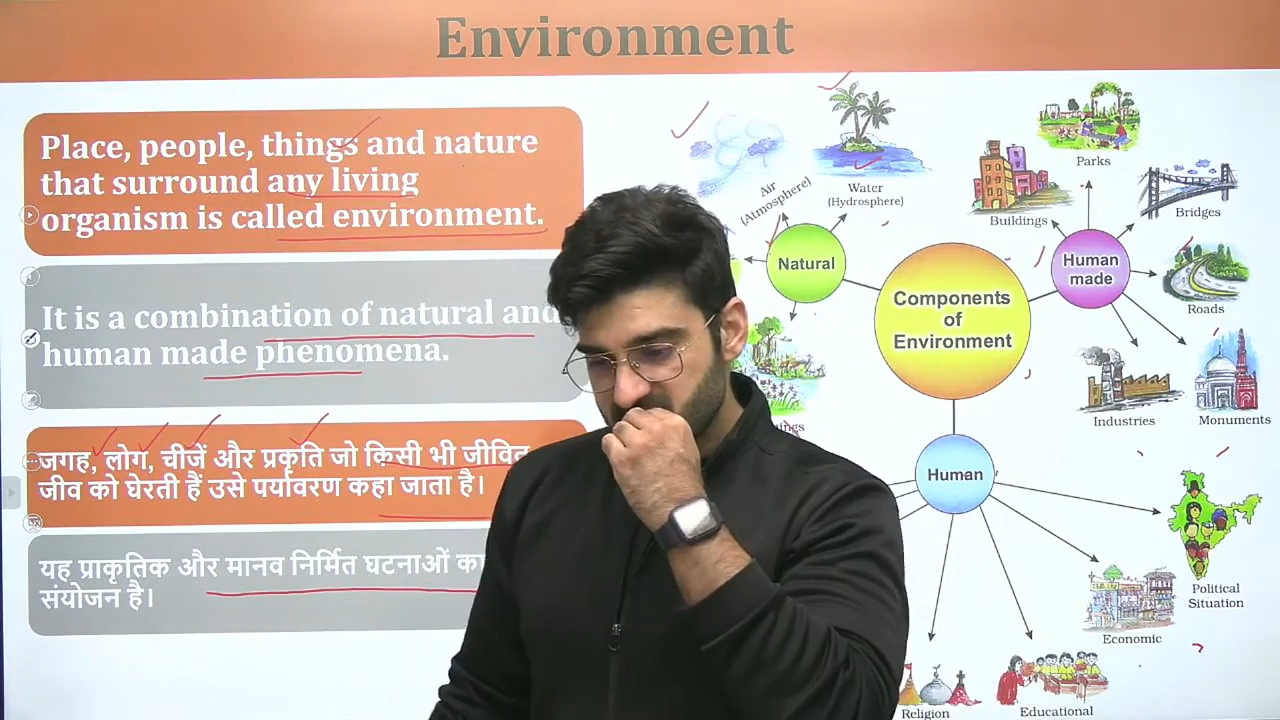 Environment
Place, people, things and nature
that surround any living
organism is called environment.
It is a combination of natural and
human made phenomena.
जगह, लोग, चीजें और प्रकृति जो किसी भी जीवित
जीव को घेरती हैं उसे पर्यावरण कहा जाता है।
यह प्राकृतिक और मानव निर्मित घटनाओं
संयोजन है।
Air
(Atmosphere)
Water
(Hydrosphere)
Natural
Components
of
Environment
Human
made
Parks
Buildings
Bridges
Roads
Industries
Monuments
Human
Political
Situation
Economic
Educational
Religion